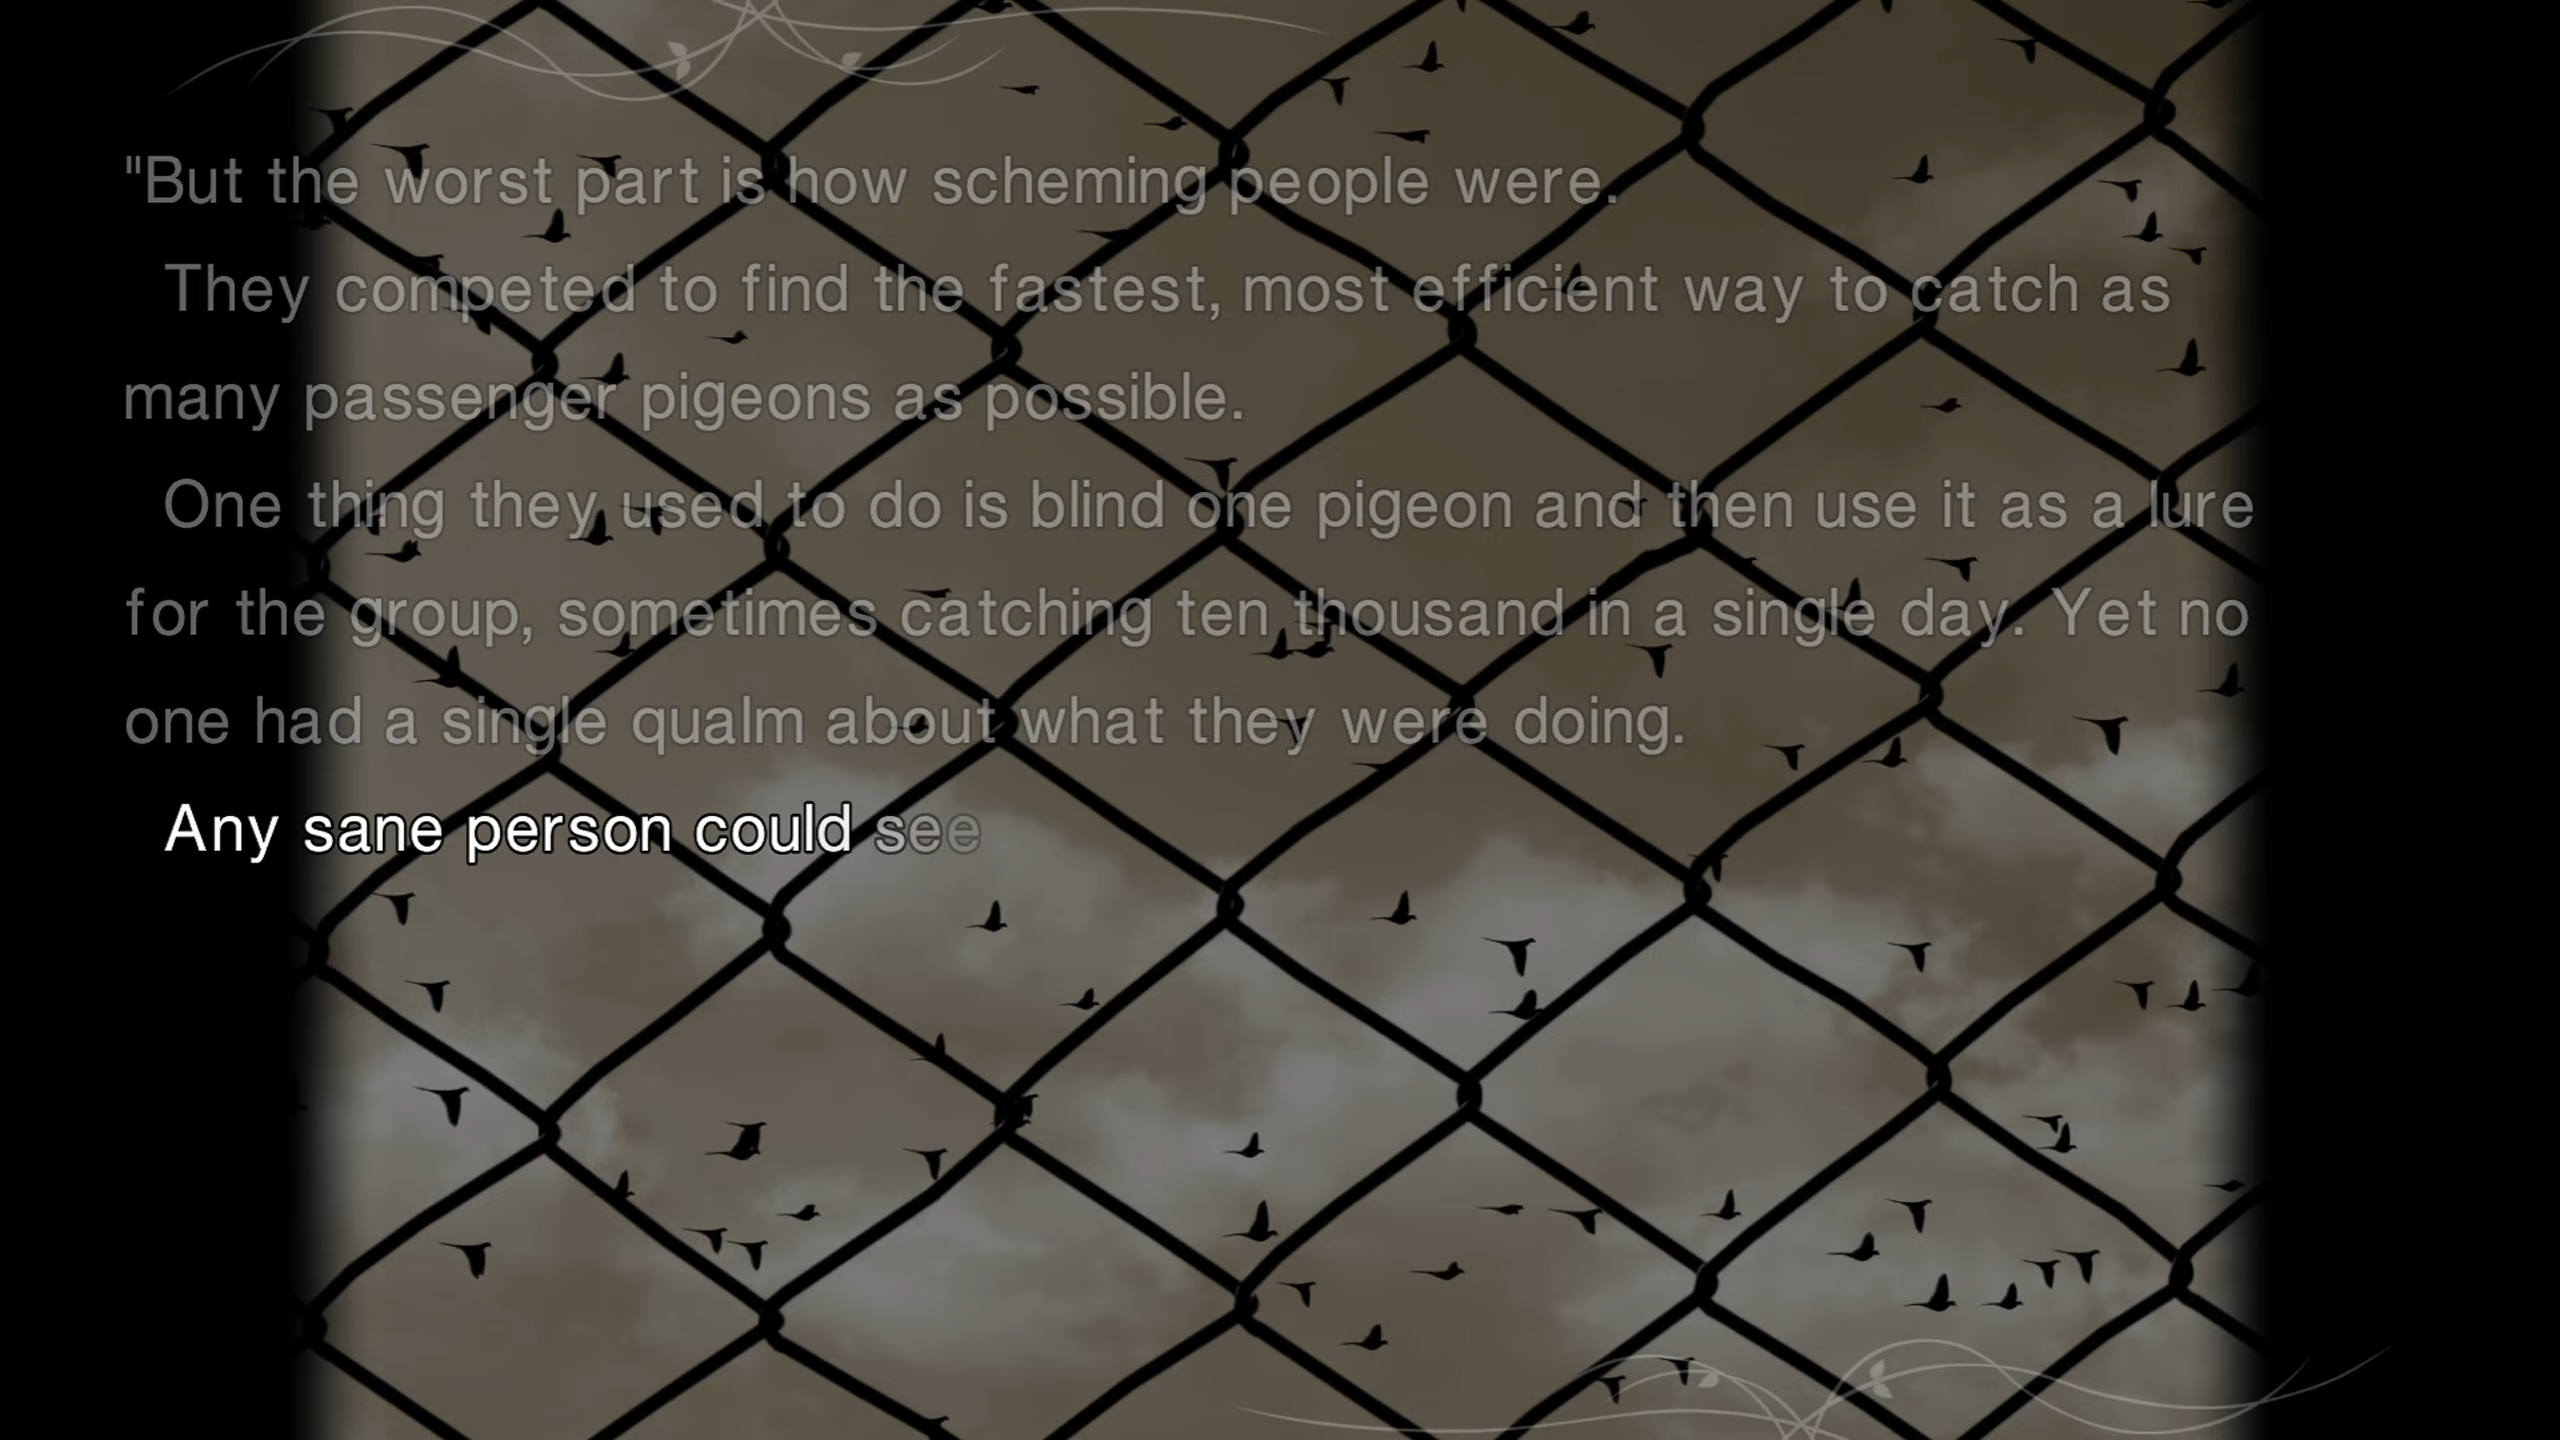 "But the worst part is how scheming people were.
They competed to find the fastest, most efficient way to catch as
many passenger pigeons as possible.
One thing they used to do is blind one pigeon and then use it as a lure
for the group, sometimes catching ten thousand in a single day. Yet no
one had a single qualm about what they were doing.
Any sane person could see